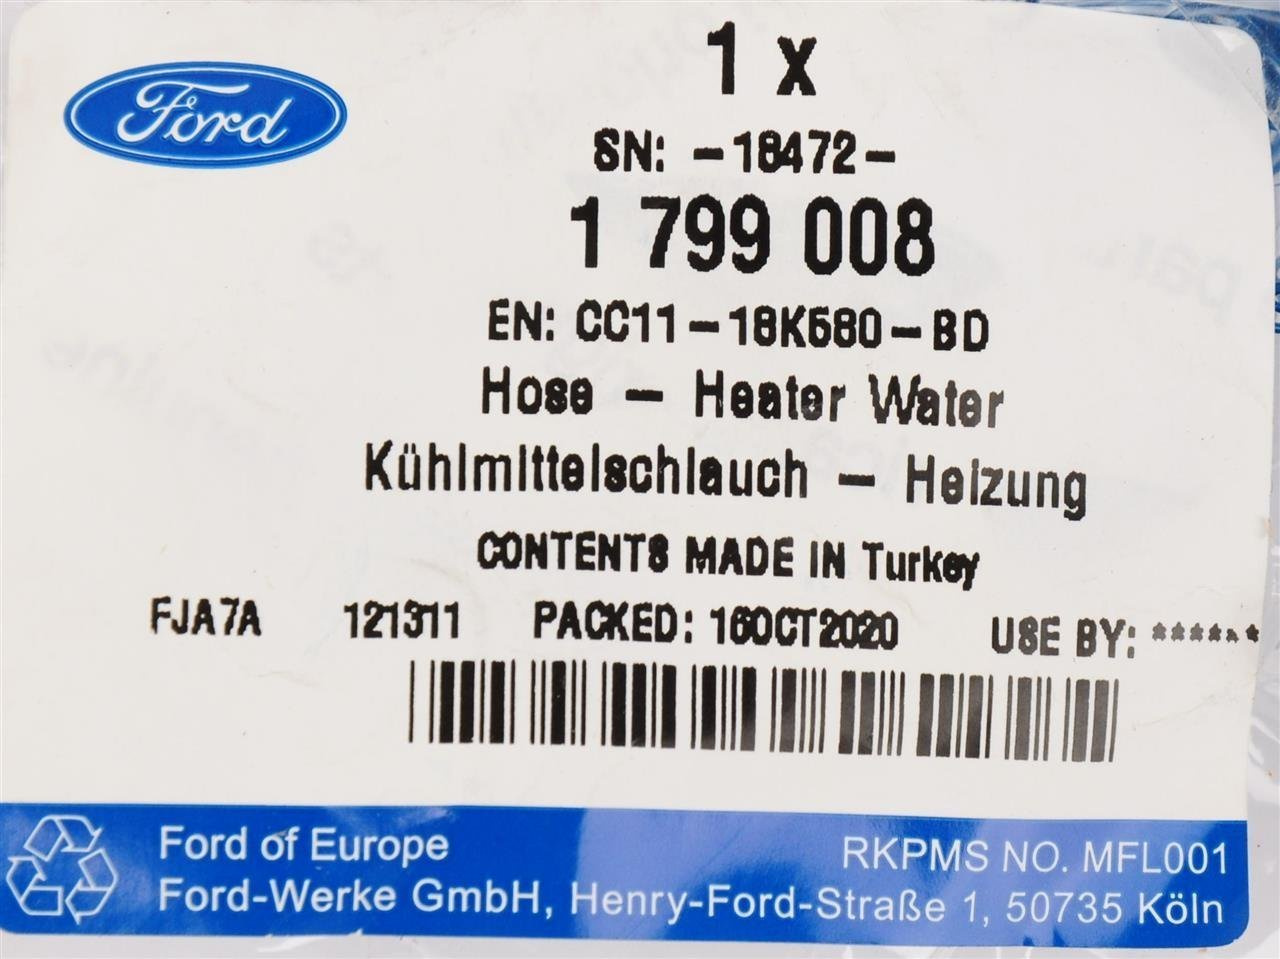 Ford
1 x
SN: -18472-
1 799 008
EN: CC11-18K580-BD
Hose - Heater Water
Kühlmittelschlauch - Heizung
CONTENTS MADE IN Turkey
FJA7A 121311 PACKED: 16OCT2020 USE BY: ******
Ford of Europe RKPMS NO. MFL001
Ford-Werke GmbH, Henry-Ford-Straße 1, 50735 Köln